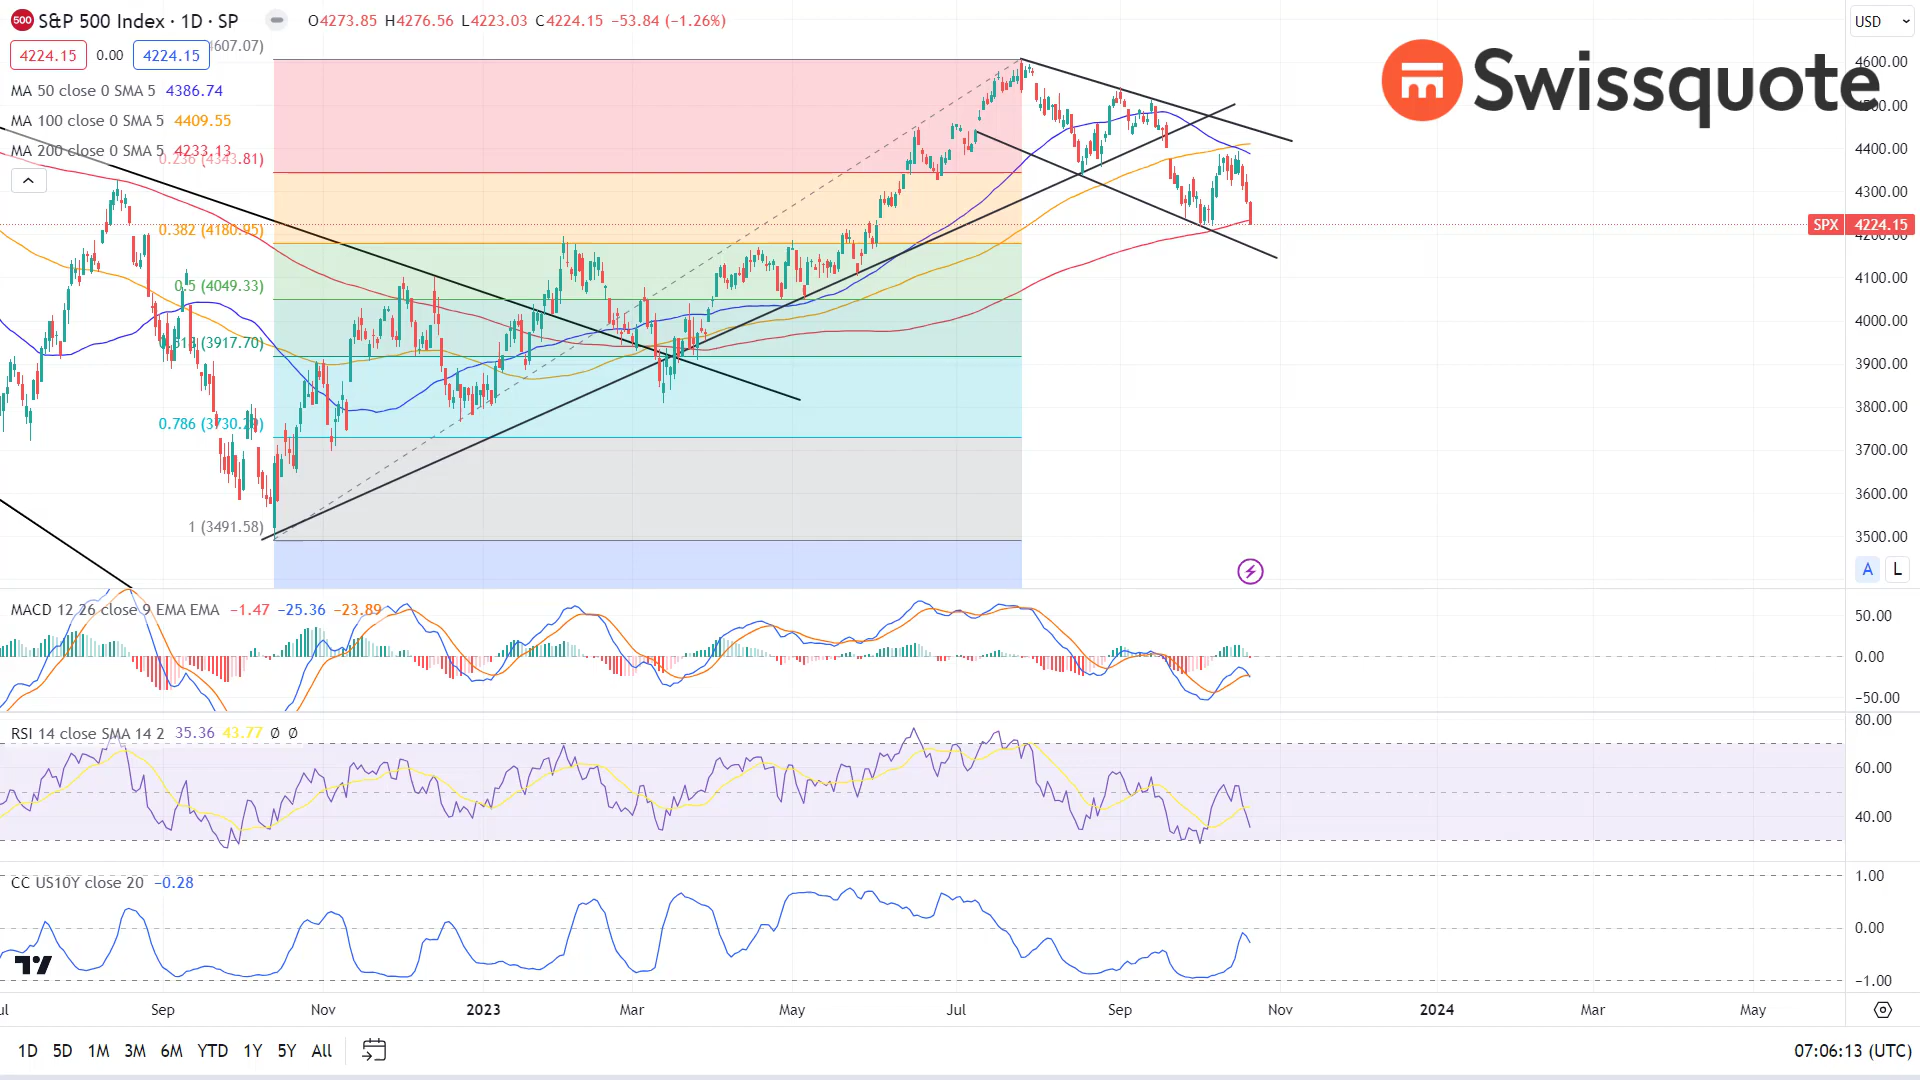 500 S&P 500 Index · 1D · SP O4273.85 H4276.56 L4223.03 C4224.15 −53.84 (−1.26%)
4224.15 0.00 4224.15
MA 50 close 0 SMA 5 4386.74
MA 100 close 0 SMA 5 4409.55
MA 200 close 0 SMA 5 4233.13
0.236 (4343.81)
0.382 (4180.95)
0.5 (4049.33)
0.618 (3917.70)
1 (3491.58)
Swissquote
USD
4600.00
4500.00
4400.00
4300.00
SPX 4224.15
4200.00
4100.00
4000.00
3900.00
3800.00
3700.00
3600.00
3500.00
A L
MACD 12 26 close 9 EMA EMA −1.47 −25.36 −23.89
50.00
0.00
−50.00
RSI 14 close SMA 14 2 35.36 43.77 Ø Ø
80.00
60.00
40.00
CC US10Y close 20 −0.28
1.00
0.00
−1.00
Sep Nov 2023 Mar May Jul Sep Nov 2024 Mar May
1D 5D 1M 3M 6M YTD 1Y 5Y All
07:06:13 (UTC)